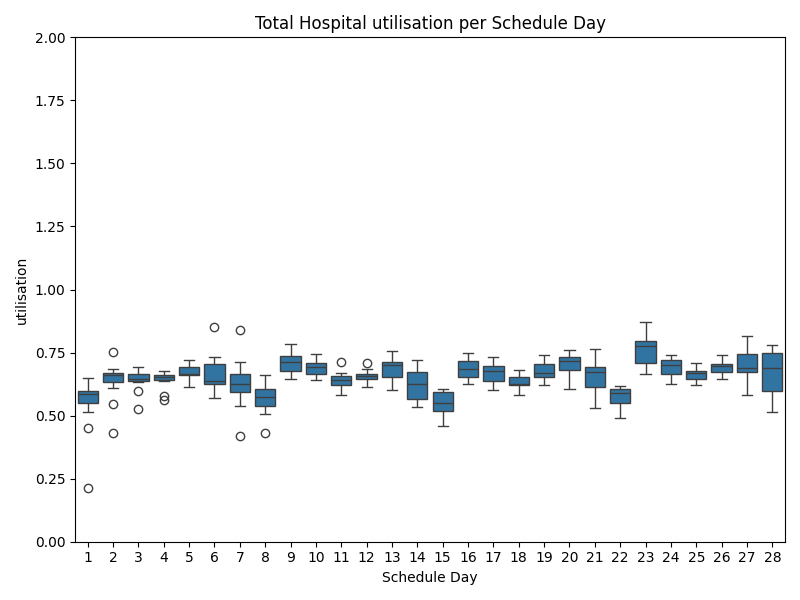 Total Hospital utilisation per Schedule Day
2.00
1.75
1.50
1.25
1.00
0.75
0.50
0.25
0.00
utilisation
1 2 3 4 5 6 7 8 9 10 11 12 13 14 15 16 17 18 19 20 21 22 23 24 25 26 27 28
Schedule Day